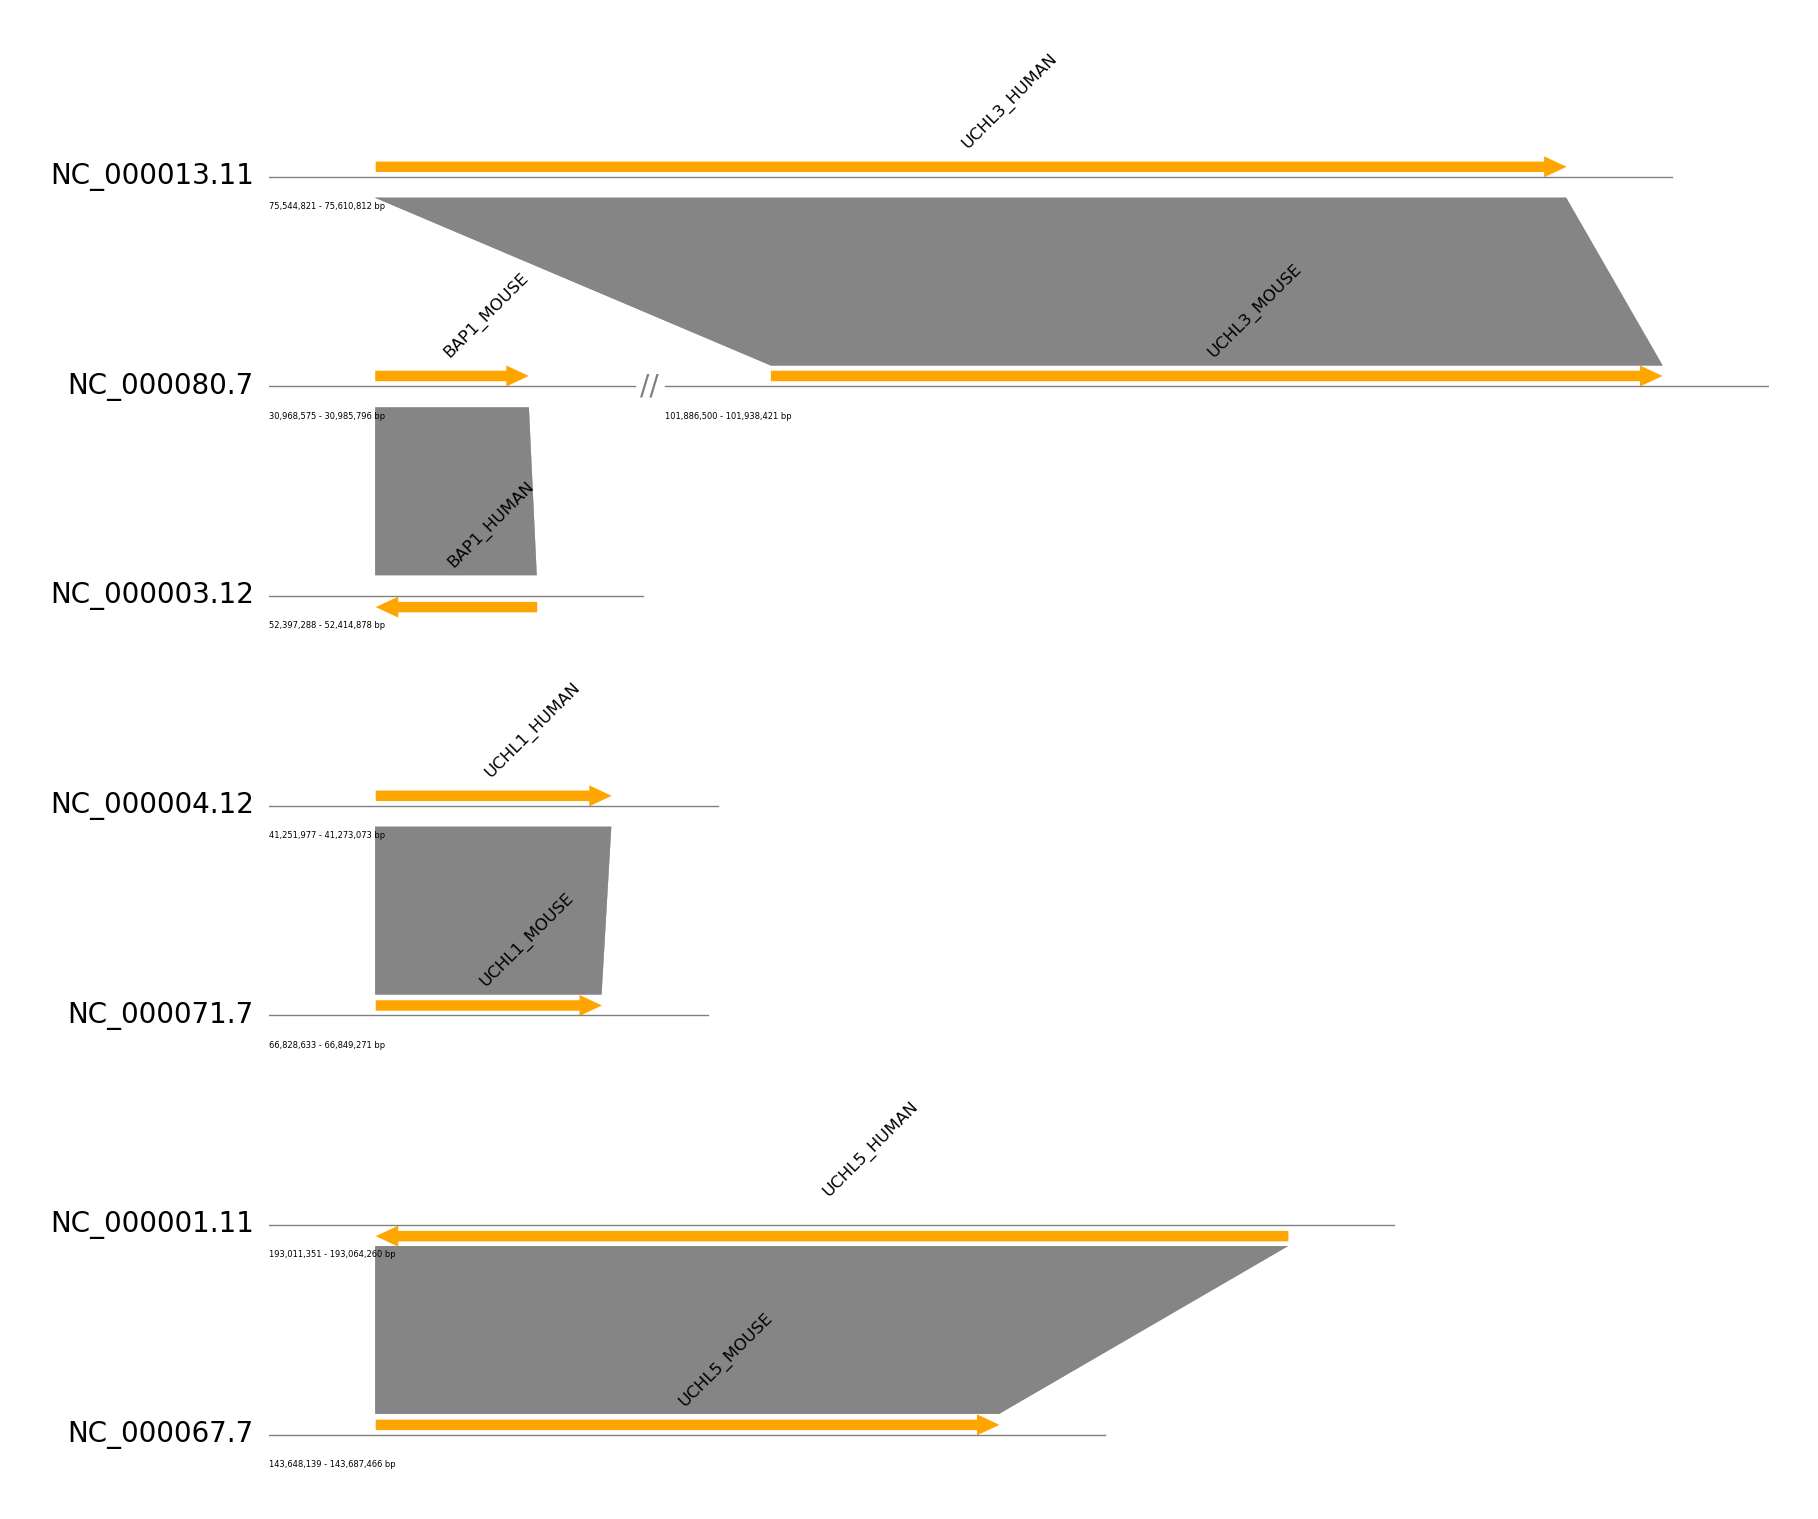 UCHL3_HUMAN
NC_000013.11
75,544,821 - 75,610,812 bp
BAP1_MOUSE
UCHL3_MOUSE
NC_000080.7
30,968,575 - 30,985,796 bp
101,886,500 - 101,938,421 bp
BAP1_HUMAN
NC_000003.12
52,397,288 - 52,414,878 bp
UCHL1_HUMAN
NC_000004.12
41,251,977 - 41,273,073 bp
UCHL1_MOUSE
NC_000071.7
66,828,633 - 66,849,271 bp
UCHL5_HUMAN
NC_000001.11
193,011,351 - 193,064,260 bp
UCHL5_MOUSE
NC_000067.7
143,648,139 - 143,687,466 bp